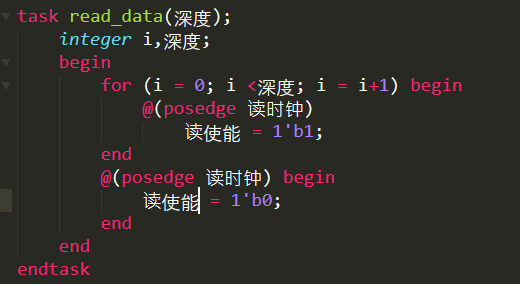 task read_data(深度);
integer i,深度;
begin
for (i = 0; i <深度; i = i+1) begin
@(posedge 读时钟)
读使能 = 1'b1;
end
@(posedge 读时钟) begin
读使能 = 1'b0;
end
end
endtask